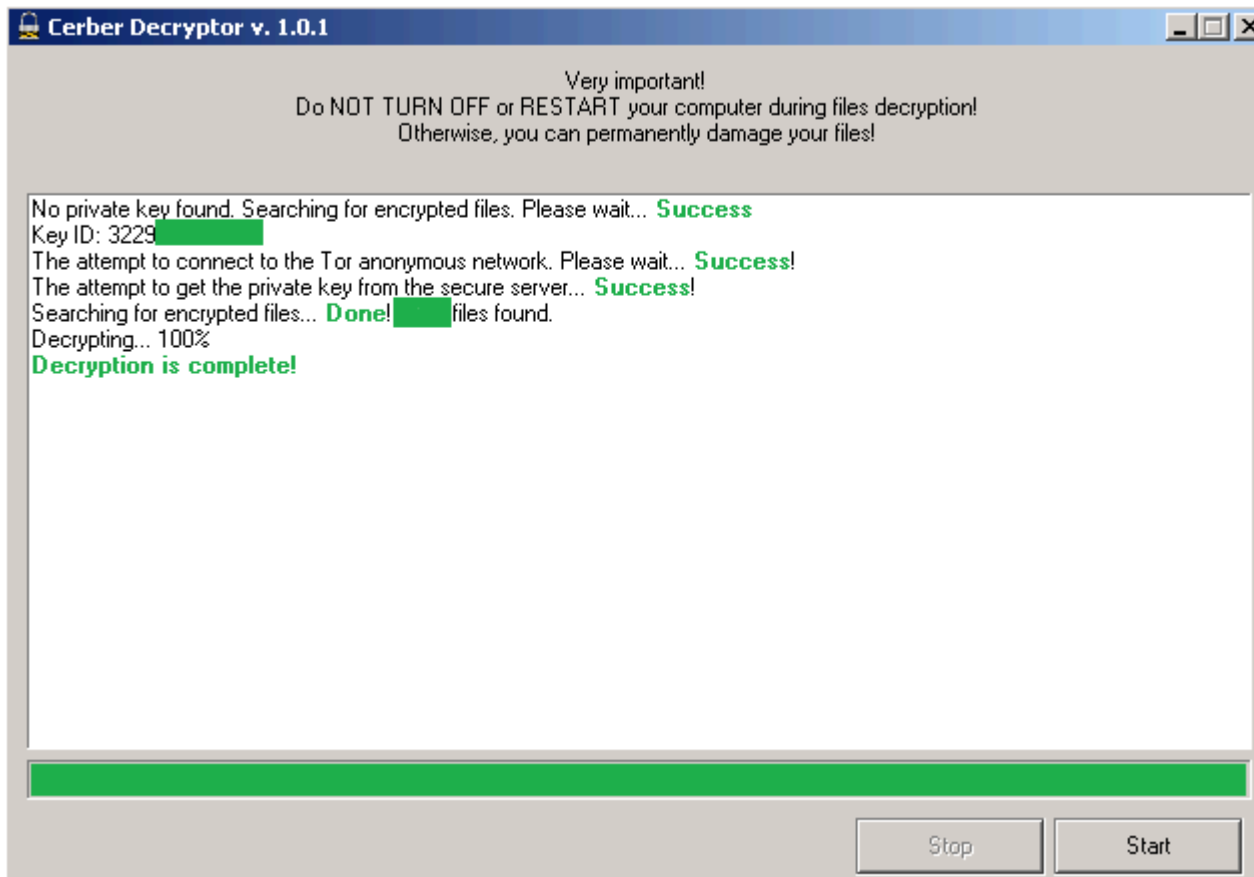 Cerber Decryptor v. 1.0.1
Very important!
Do NOT TURN OFF or RESTART your computer during files decryption!
Otherwise, you can permanently damage your files!
No private key found. Searching for encrypted files. Please wait... Success
Key ID: 3229
The attempt to connect to the Tor anonymous network. Please wait... Success!
The attempt to get the private key from the secure server... Success!
Searching for encrypted files... Done! files found.
Decrypting... 100%
Decryption is complete!
Stop
Start